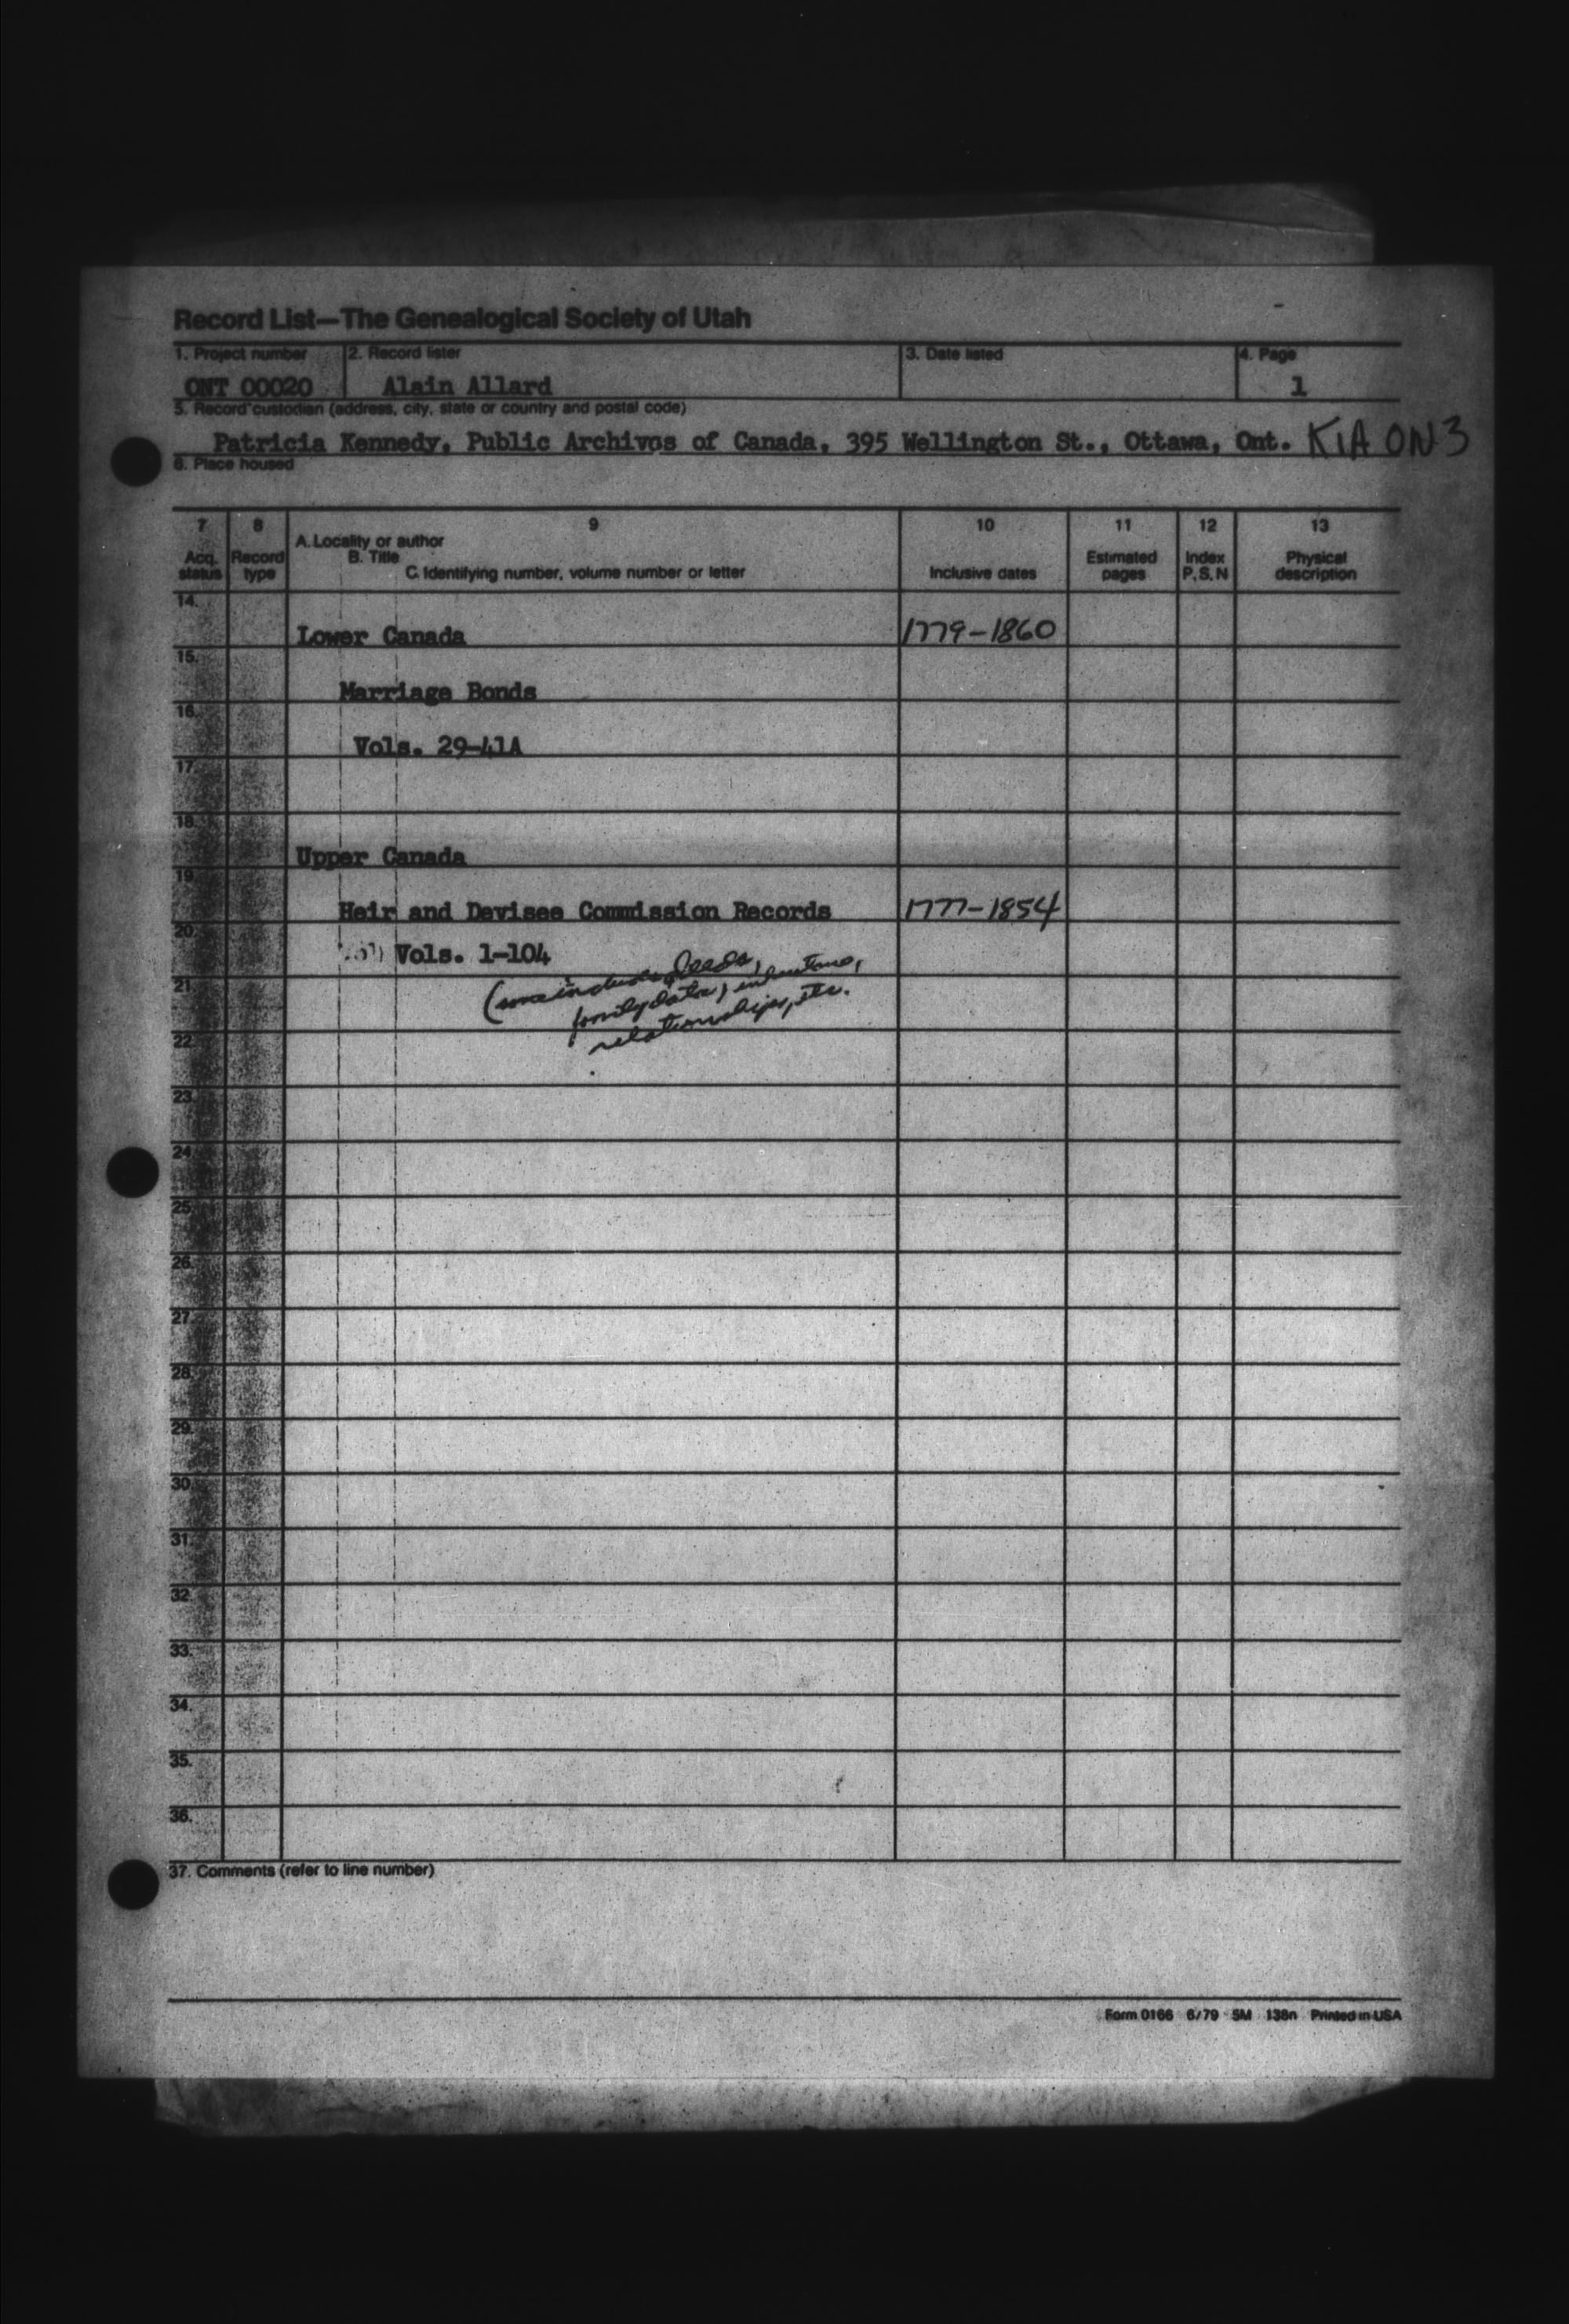 Record List—The Genealogical Society of Utah
1. Project number 2. Record lister 3. Date listed 4. Page
ONT 00020 Alain Allard 1
5. Record custodian (address, city, state or country and postal code)
Patricia Kennedy, Public Archives of Canada, 395 Wellington St., Ottawa, Ont. K1A ON3
6. Place housed
7 8 9 10 11 12 13
A. Locality or author
Acq. Record B. Title Estimated Index Physical
status type C. Identifying number, volume number or letter Inclusive dates pages P, S, N description
14.
Lower Canada 1779-1860
15.
Marriage Bonds
16.
Vols. 29-41A
17.
18.
Upper Canada
19.
Heir and Devisee Commission Records 1777-1854
20.
Vols. 1-104
(some include deeds,
21.
family data,
relationships, etc.
22.
23.
24.
25.
26.
27.
28.
29.
30.
31.
32.
33.
34.
35.
36.
37. Comments (refer to line number)
Form 0166 6/79 5M 138n Printed in USA